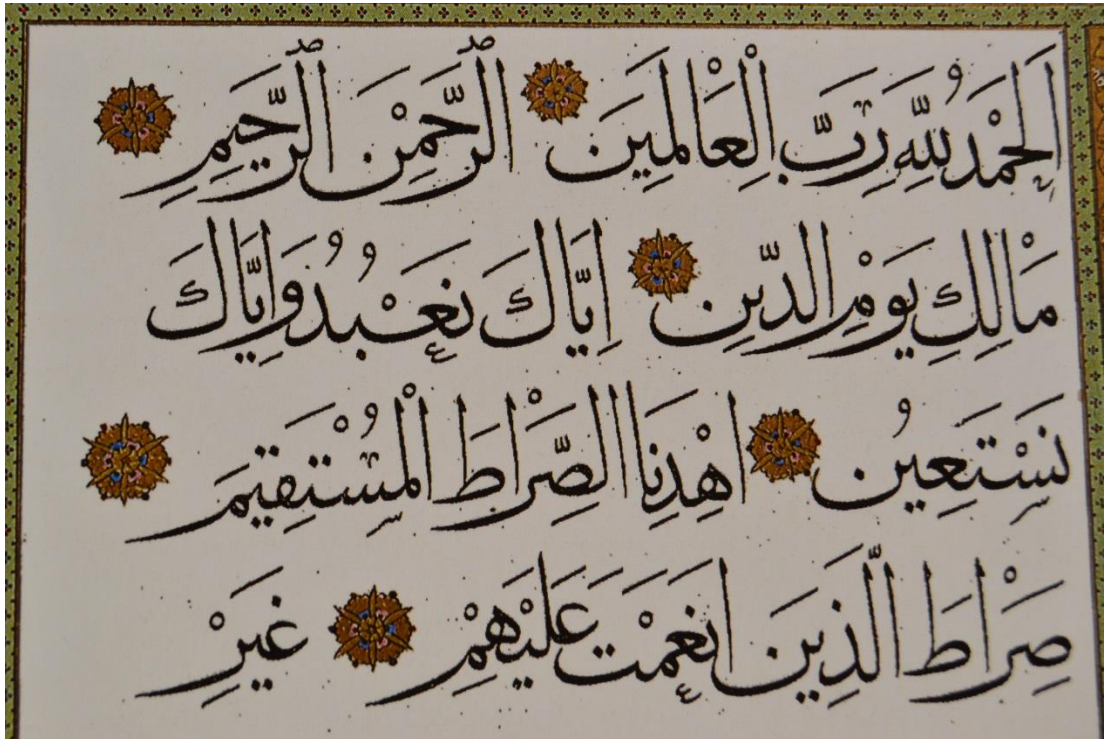 اَلْحَمْدُ لِلّٰهِ رَبِّ الْعَالَمِينَ الرَّحْمٰنِ الرَّحِيمِ
مَالِكِ يَوْمِ الدِّينِ اِيَّاكَ نَعْبُدُ وَاِيَّاكَ
نَسْتَعِينُ اهْدِنَا الصِّرَاطَ الْمُسْتَقِيمَ
صِرَاطَ الَّذِينَ اَنْعَمْتَ عَلَيْهِمْ غَيْرِ